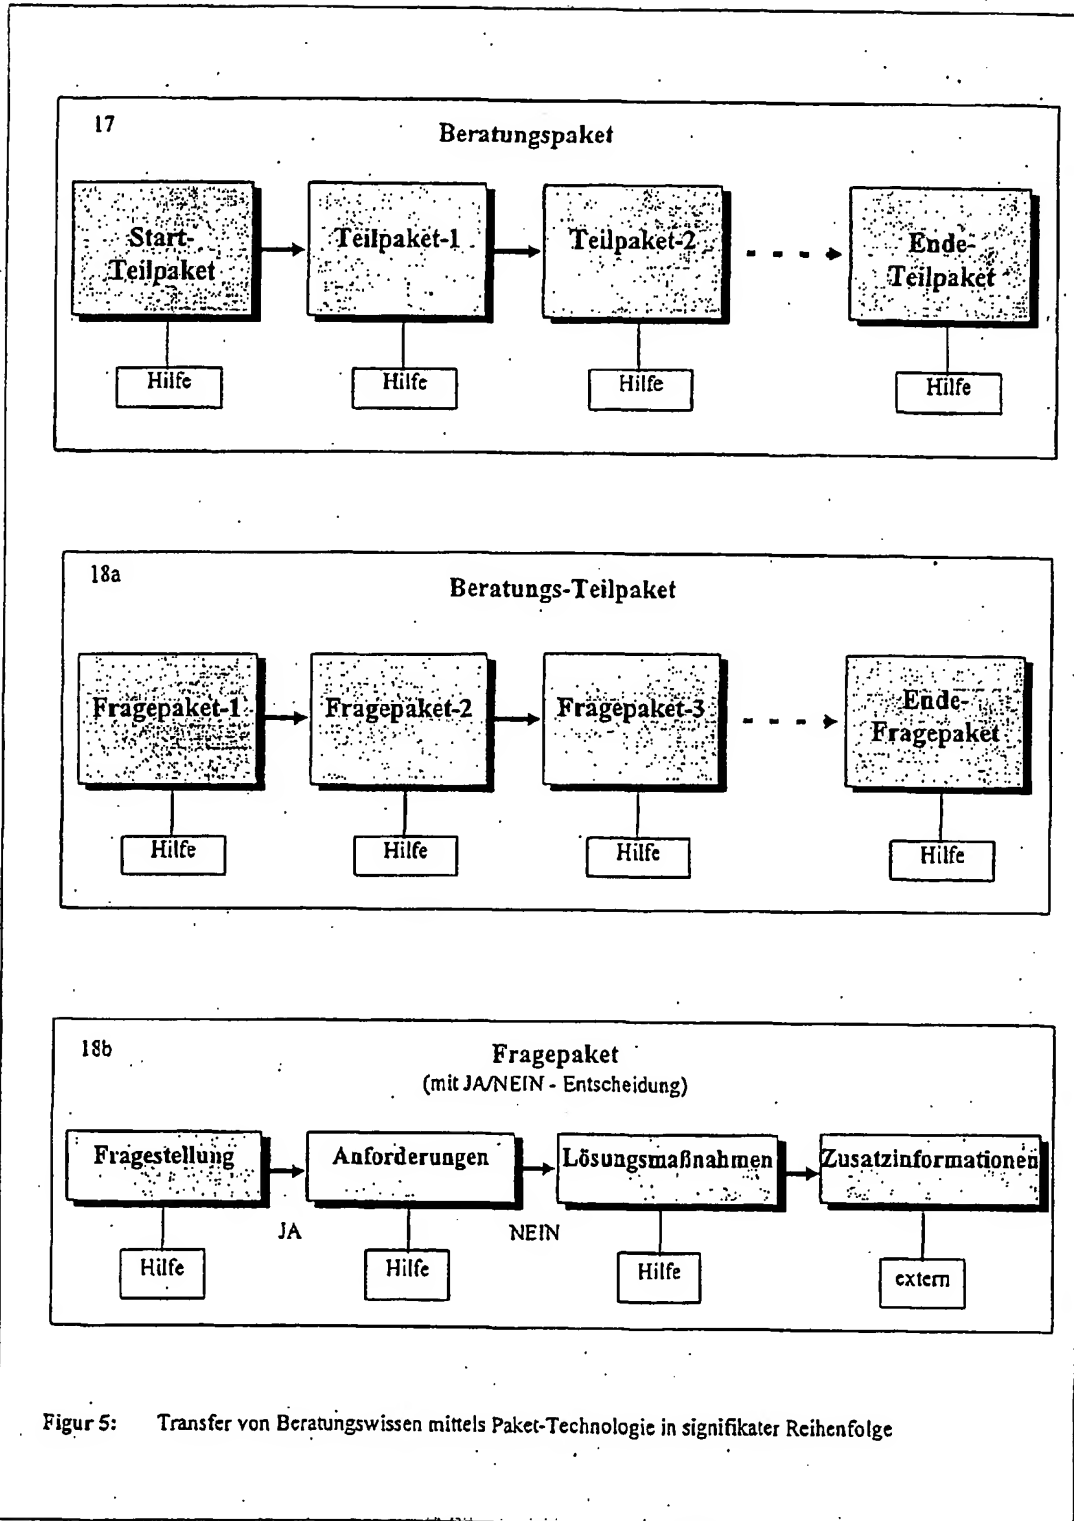 17
Beratungspaket
Start-
Teilpaket
Teilpaket-1
Teilpaket-2
Ende-
Teilpaket
Hilfe
Hilfe
Hilfe
Hilfe
18a
Beratungs-Teilpaket
Fragepaket-1
Fragepaket-2
Fragepaket-3
Ende-
Fragepaket
Hilfe
Hilfe
Hilfe
Hilfe
18b
Fragepaket
(mit JA/NEIN - Entscheidung)
Fragestellung
Anforderungen
Lösungsmaßnahmen
Zusatzinformationen
JA
NEIN
Hilfe
Hilfe
Hilfe
extern
Figur 5: Transfer von Beratungswissen mittels Paket-Technologie in signifikater Reihenfolge